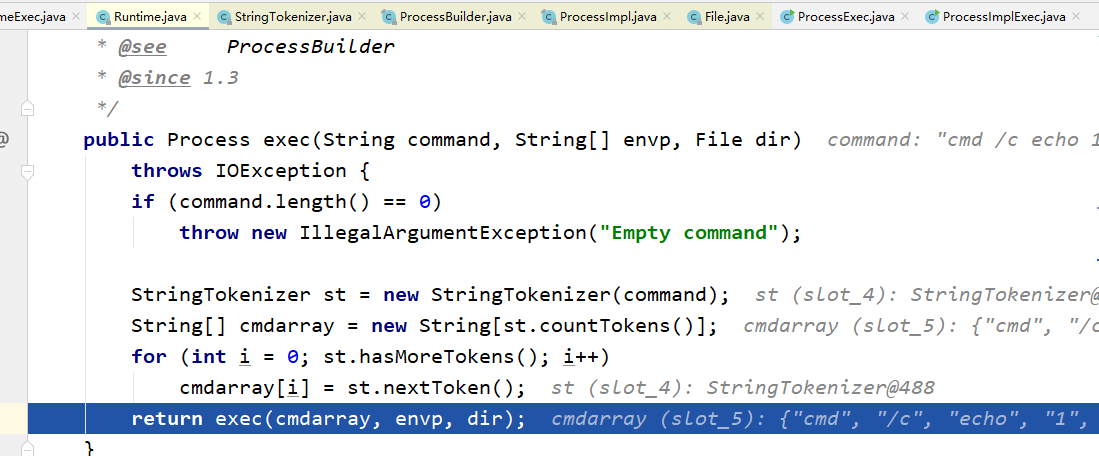 meExec.java × Runtime.java × StringTokenizer.java × ProcessBuilder.java × ProcessImpl.java × File.java × ProcessExec.java × ProcessImplExec.java ×
* @see ProcessBuilder
* @since 1.3
*/
@ public Process exec(String command, String[] envp, File dir) command: "cmd /c echo 1
throws IOException {
if (command.length() == 0)
throw new IllegalArgumentException("Empty command");
StringTokenizer st = new StringTokenizer(command); st (slot_4): StringTokenizer@
String[] cmdarray = new String[st.countTokens()]; cmdarray (slot_5): {"cmd", "/c
for (int i = 0; st.hasMoreTokens(); i++)
cmdarray[i] = st.nextToken(); st (slot_4): StringTokenizer@488
return exec(cmdarray, envp, dir); cmdarray (slot_5): {"cmd", "/c", "echo", "1",
}